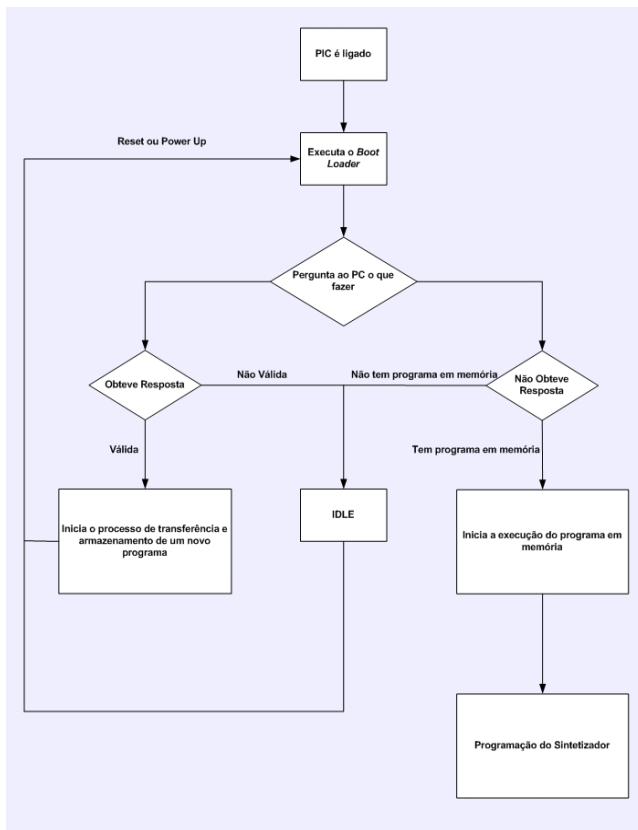 PIC é ligado
Reset ou Power Up
Executa o Boot
Loader
Pergunta ao PC o que
fazer
Obteve Resposta
Não Válida
Não tem programa em memória
Não Obteve
Resposta
Válida
Tem programa em memória
Inicia o processo de transferência e
armazenamento de um novo
programa
IDLE
Inicia a execução do programa em
memória
Programação do Sintetizador